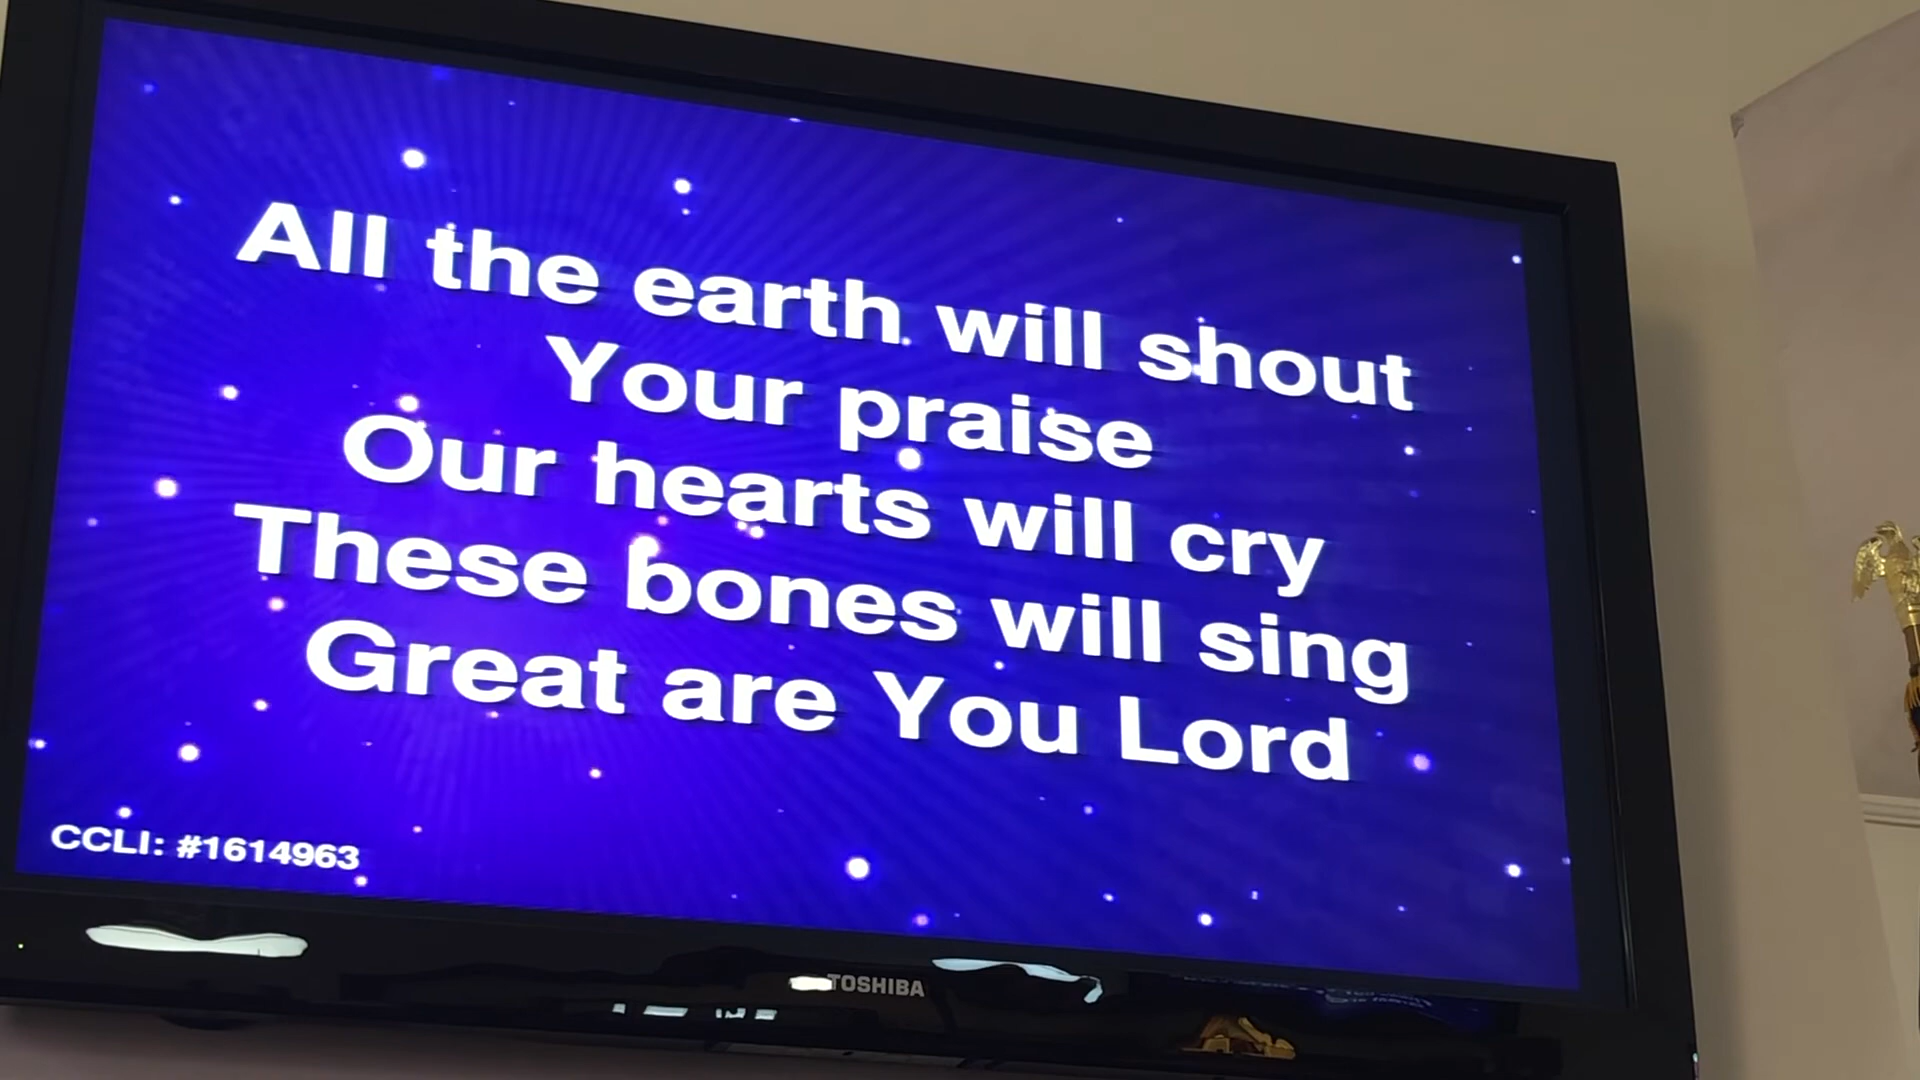 All the earth will shout
Your praise
Our hearts will cry
These bones will sing
Great are You Lord
CCLI: #1614963
TOSHIBA